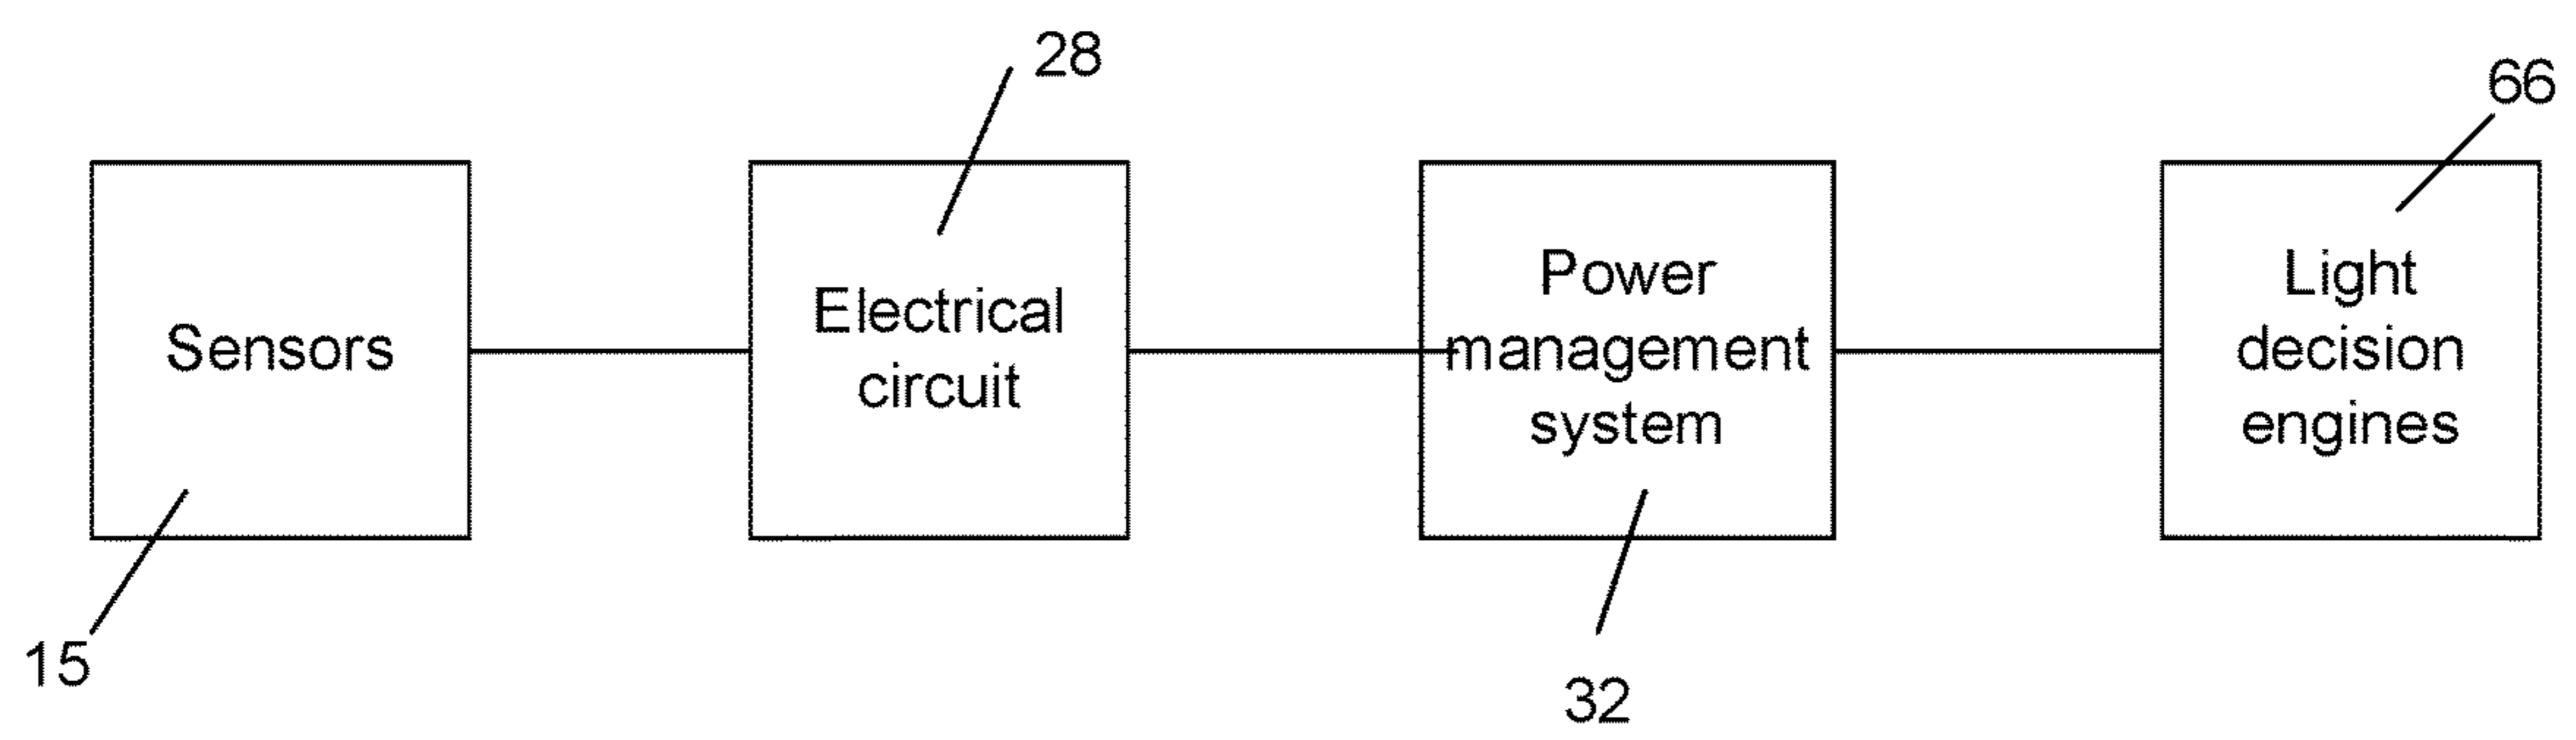 28
66
Sensors
Electrical
circuit
Power
management
system
Light
decision
engines
15
32